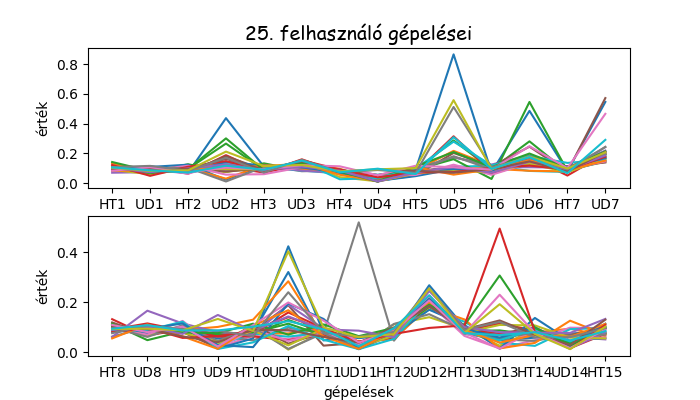 25. felhasználó gépelései
érték
0.8
0.6
0.4
0.2
0.0
HT1 UD1 HT2 UD2 HT3 UD3 HT4 UD4 HT5 UD5 HT6 UD6 HT7 UD7
érték
0.4
0.2
0.0
HT8 UD8 HT9 UD9 HT10 UD10 HT11 UD11 HT12 UD12 HT13 UD13 HT14 UD14 HT15
gépelések